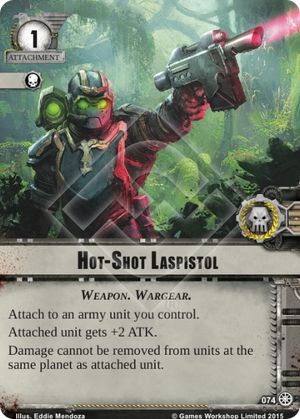 1
ATTACHMENT
HOT-SHOT LASPISTOL
WEAPON. WARGEAR.
Attach to an army unit you control.
Attached unit gets +2 ATK.
Damage cannot be removed from units at the
same planet as attached unit.
074
Illus. Eddie Mendoza
© Games Workshop Limited 2015